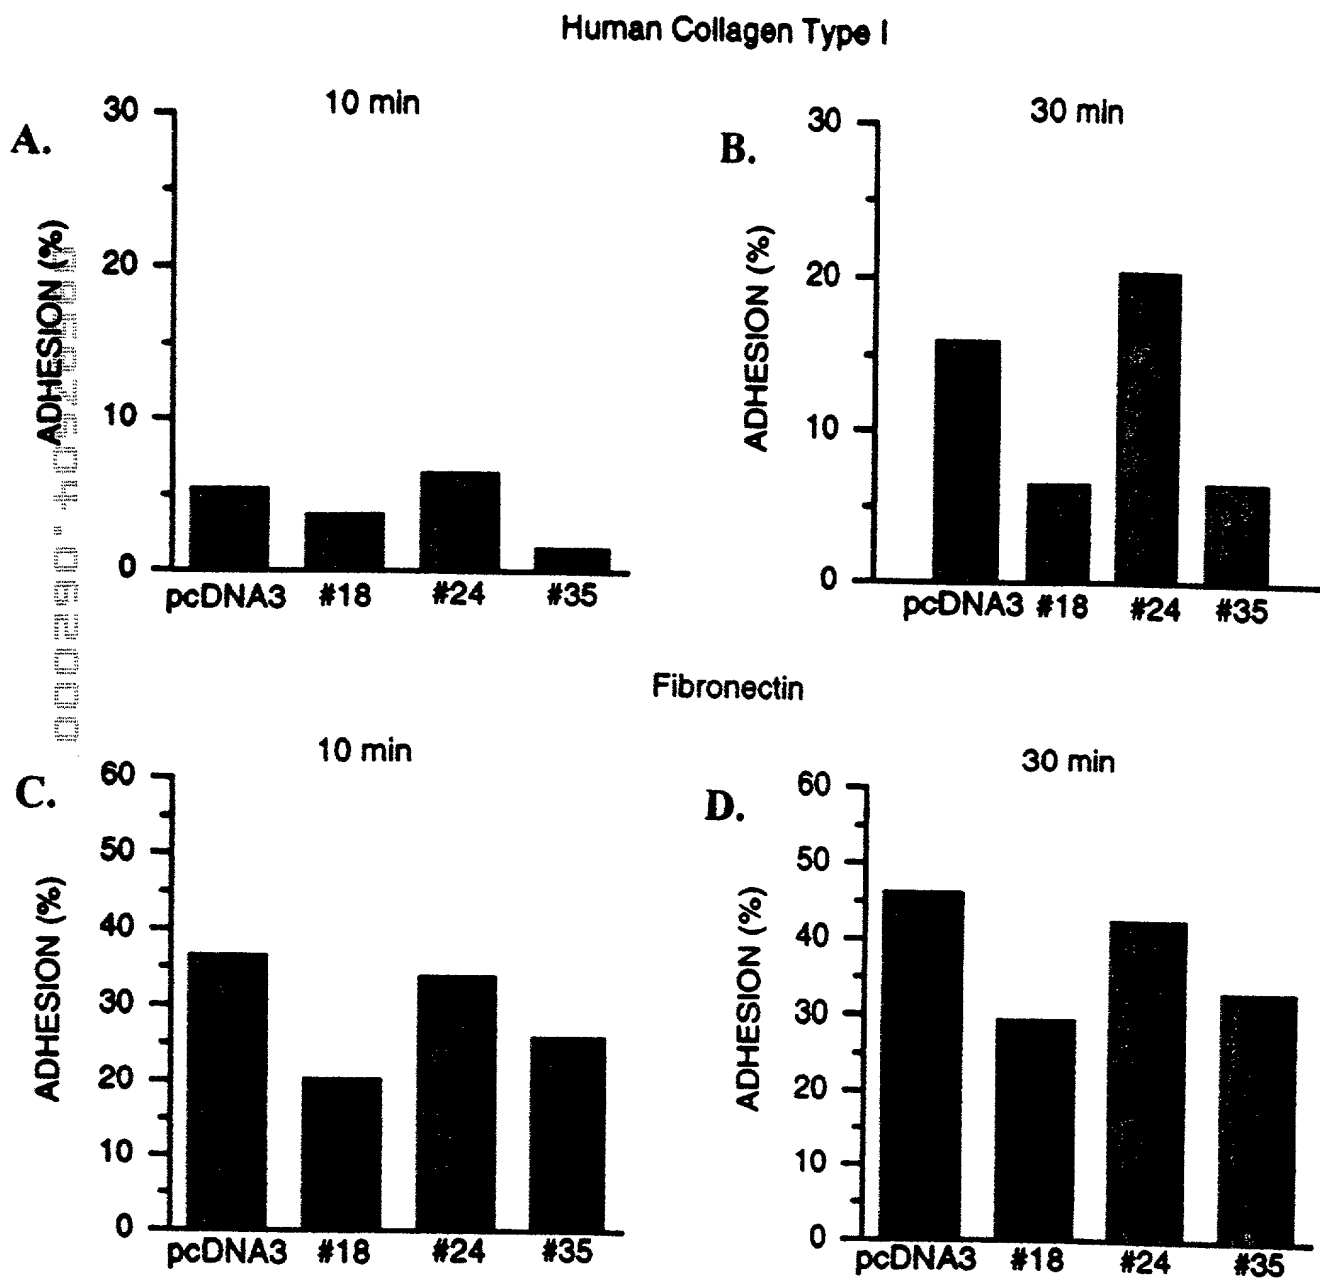 Human Collagen Type I
A.
10 min
ADHESION (%)
30
20
10
0
pcDNA3 #18 #24 #35
B.
30 min
ADHESION (%)
30
20
10
0
pcDNA3 #18 #24 #35
Fibronectin
C.
10 min
ADHESION (%)
60
50
40
30
20
10
0
pcDNA3 #18 #24 #35
D.
30 min
ADHESION (%)
60
50
40
30
20
10
0
pcDNA3 #18 #24 #35